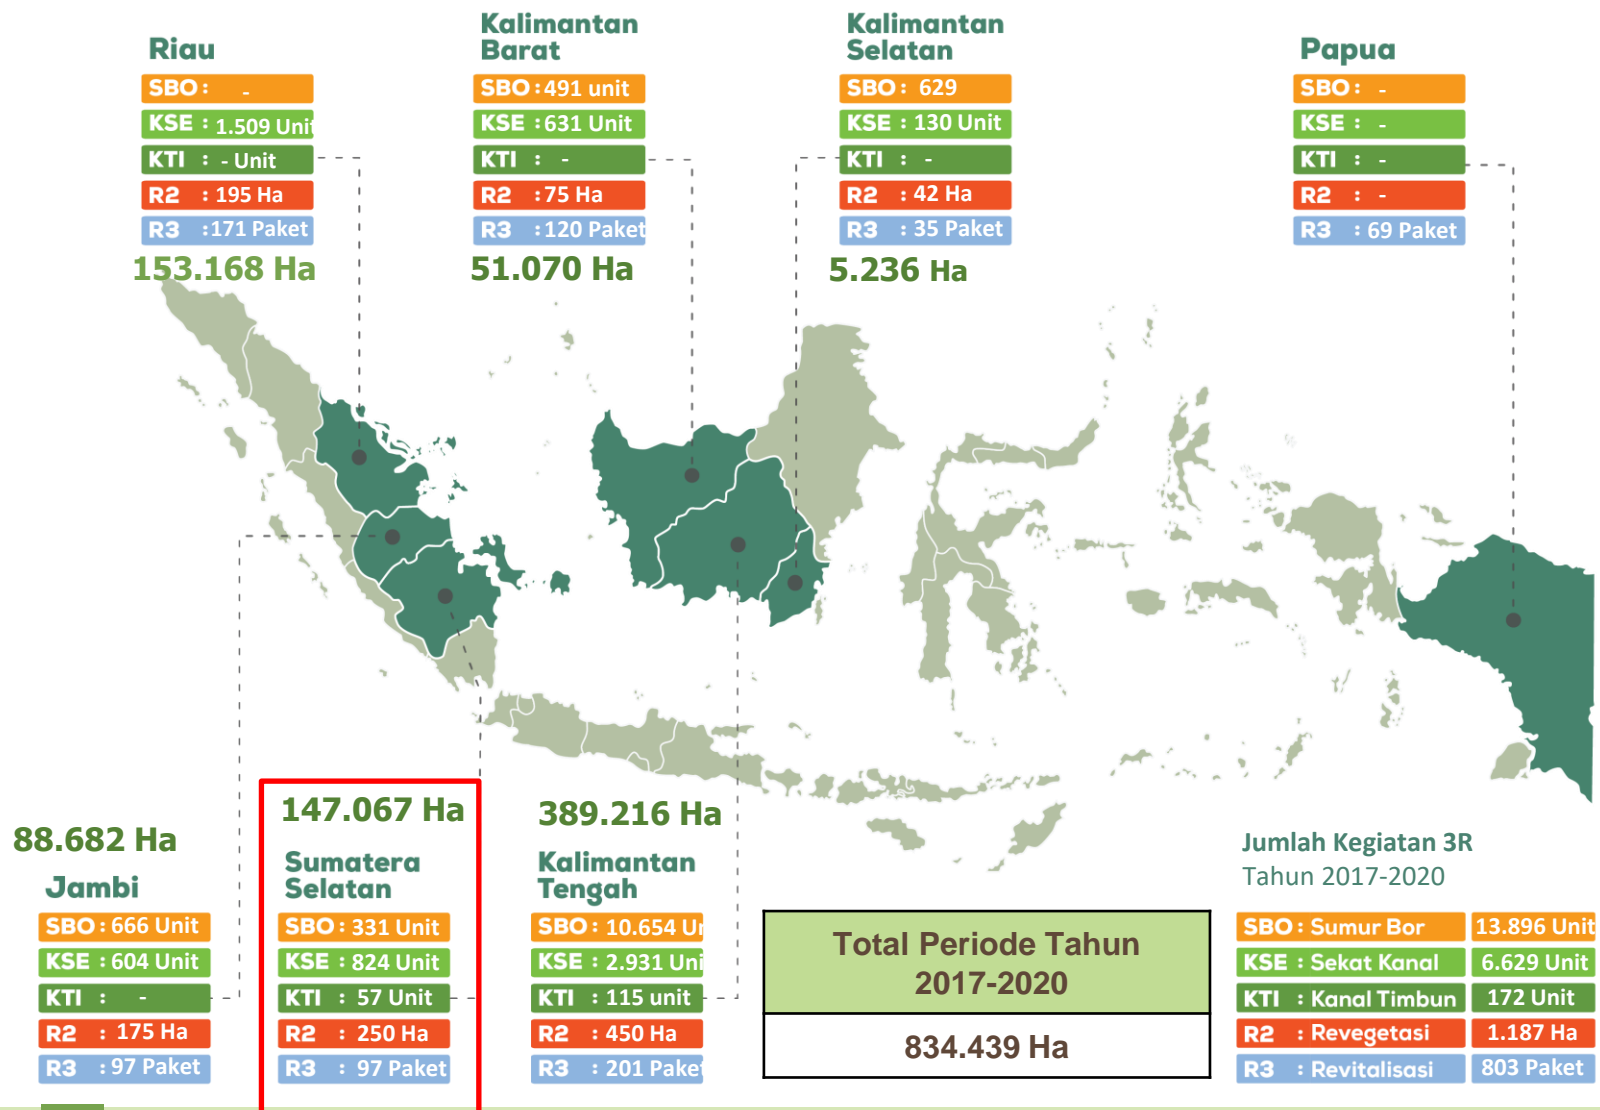 Riau
SBO : -
KSE : 1.509 Unit
KTI : - Unit
R2 : 195 Ha
R3 : 171 Paket
153.168 Ha
Kalimantan
Barat
SBO : 491 unit
KSE : 631 Unit
KTI : -
R2 : 75 Ha
R3 : 120 Paket
51.070 Ha
Kalimantan
Selatan
SBO : 629
KSE : 130 Unit
KTI : -
R2 : 42 Ha
R3 : 35 Paket
5.236 Ha
Papua
SBO : -
KSE : -
KTI : -
R2 : -
R3 : 69 Paket
88.682 Ha
Jambi
SBO : 666 Unit
KSE : 604 Unit
KTI : -
R2 : 175 Ha
R3 : 97 Paket
147.067 Ha
Sumatera
Selatan
SBO : 331 Unit
KSE : 824 Unit
KTI : 57 Unit
R2 : 250 Ha
R3 : 97 Paket
389.216 Ha
Kalimantan
Tengah
SBO : 10.654 Un
KSE : 2.931 Uni
KTI : 115 unit
R2 : 450 Ha
R3 : 201 Paket
Total Periode Tahun
2017-2020
834.439 Ha
Jumlah Kegiatan 3R
Tahun 2017-2020
SBO : Sumur Bor 13.896 Unit
KSE : Sekat Kanal 6.629 Unit
KTI : Kanal Timbun 172 Unit
R2 : Revegetasi 1.187 Ha
R3 : Revitalisasi 803 Paket